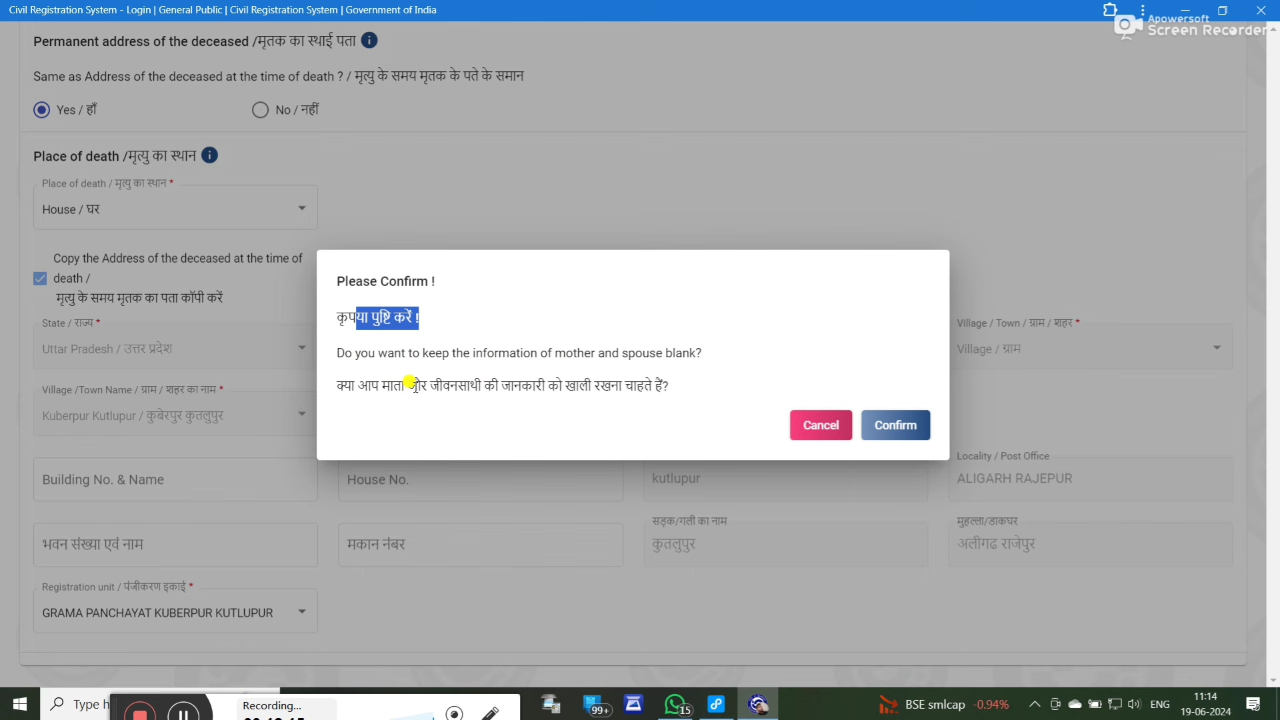 Civil Registration System - Login | General Public | Civil Registration System | Government of India
Apowersoft
Screen Recorder
Permanent address of the deceased /मृतक का स्थाई पता
Same as Address of the deceased at the time of death ? / मृत्यु के समय मृतक के पते के समान
Yes / हाँ No / नहीं
Place of death /मृत्यु का स्थान
Place of death / मृत्यु का स्थान *
House / घर
Copy the Address of the deceased at the time of
death /
मृत्यु के समय मृतक का पता कॉपी करें
Please Confirm !
कृपया पुष्टि करें !
Do you want to keep the information of mother and spouse blank?
क्या आप माता और जीवनसाथी की जानकारी को खाली रखना चाहते हैं?
Cancel Confirm
State / राज्य * Village / Town / ग्राम / शहर *
Uttar Pradesh / उत्तर प्रदेश Village / ग्राम
Village /Town Name / ग्राम / शहर का नाम *
Kuberpur Kutlupur / कुबेरपुर कुतलुपुर
Locality / Post Office
Building No. & Name House No. kutlupur ALIGARH RAJEPUR
सड़क/गली का नाम मुहल्ला/डाकघर
भवन संख्या एवं नाम मकान नंबर कुतलुपुर अलीगढ राजेपुर
Registration unit / पंजीकरण इकाई *
GRAMA PANCHAYAT KUBERPUR KUTLUPUR
Type h
Recording...
99+
15
BSE smlcap -0.94%
ENG
11:14
19-06-2024